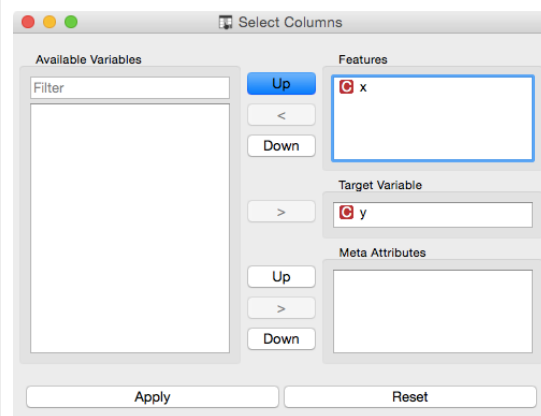 Select Columns
Available Variables
Filter
Up
<
Down
>
Up
>
Down
Features
C x
Target Variable
C y
Meta Attributes
Apply
Reset